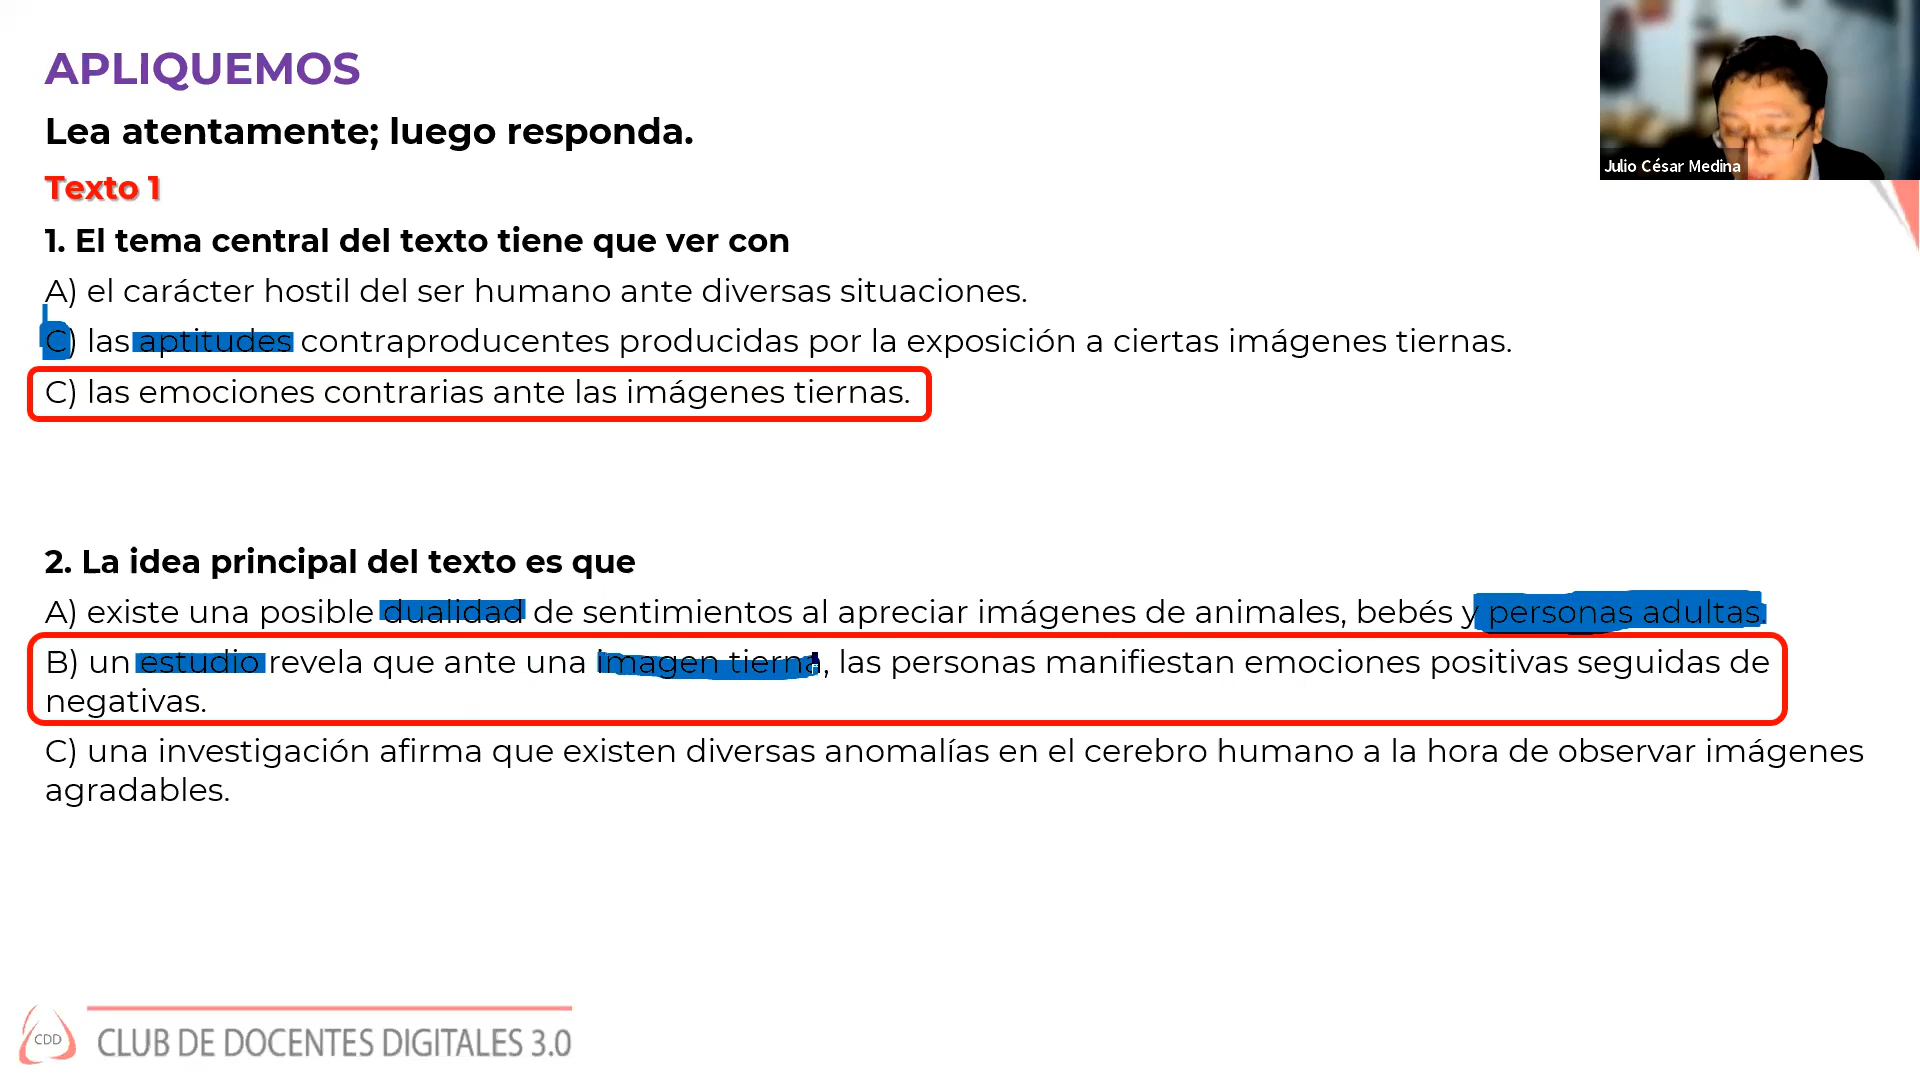 APLIQUEMOS
Lea atentamente; luego responda.
Texto 1
1. El tema central del texto tiene que ver con
A) el carácter hostil del ser humano ante diversas situaciones.
C) las aptitudes contraproducentes producidas por la exposición a ciertas imágenes tiernas.
C) las emociones contrarias ante las imágenes tiernas.
2. La idea principal del texto es que
A) existe una posible dualidad de sentimientos al apreciar imágenes de animales, bebés y personas adultas.
B) un estudio revela que ante una imagen tierna, las personas manifiestan emociones positivas seguidas de
negativas.
C) una investigación afirma que existen diversas anomalías en el cerebro humano a la hora de observar imágenes
agradables.
Julio César Medina
CDD
CLUB DE DOCENTES DIGITALES 3.0